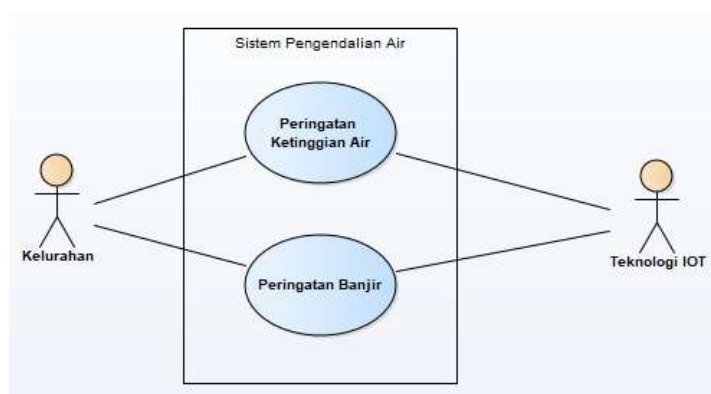 Sistem Pengendalian Air
Peringatan
Ketinggian Air
Kelurahan
Teknologi IOT
Peringatan Banjir